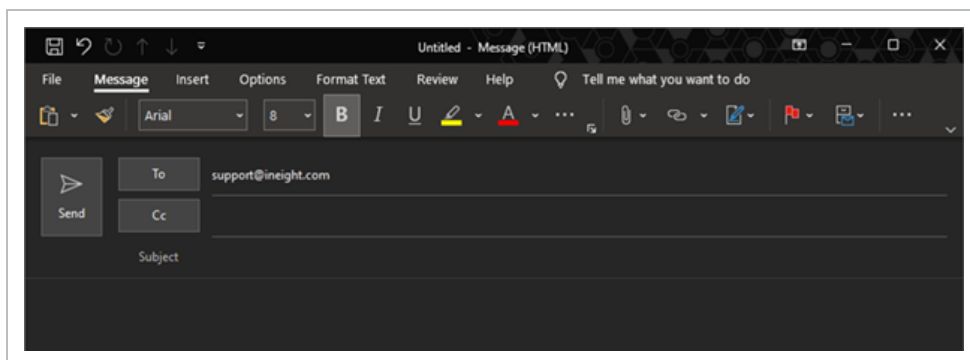 Untitled - Message (HTML)
File Message Insert Options Format Text Review Help Tell me what you want to do
Arial 8 B I U A
To support@ineight.com
Send Cc
Subject